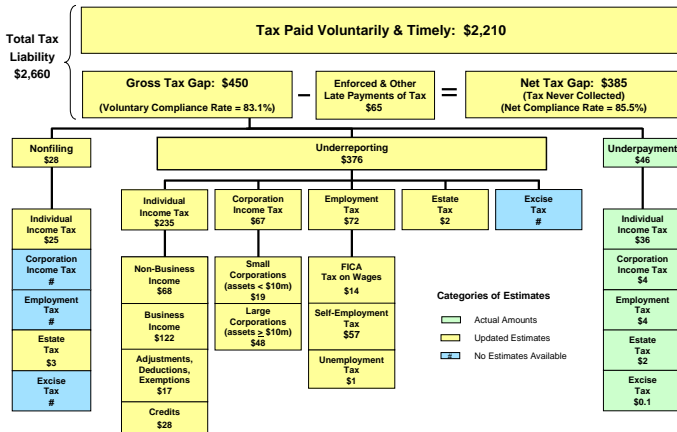 Total Tax
Liability
$2,660
Tax Paid Voluntarily & Timely: $2,210
Gross Tax Gap: $450
(Voluntary Compliance Rate = 83.1%)
–
Enforced & Other
Late Payments of Tax
$65
=
Net Tax Gap: $385
(Tax Never Collected)
(Net Compliance Rate = 85.5%)
Nonfiling
$28
Underreporting
$376
Underpayment
$46
Individual
Income Tax
$25
Corporation
Income Tax
#
Employment
Tax
#
Estate
Tax
$3
Excise
Tax
#
Individual
Income Tax
$235
Corporation
Income Tax
$67
Employment
Tax
$72
Estate
Tax
$2
Excise
Tax
#
Non-Business
Income
$68
Business
Income
$122
Adjustments,
Deductions,
Exemptions
$17
Credits
$28
Small
Corporations
(assets < $10m)
$19
Large
Corporations
(assets ≥ $10m)
$48
FICA
Tax on Wages
$14
Self-Employment
Tax
$57
Unemployment
Tax
$1
Categories of Estimates
Actual Amounts
Updated Estimates
# No Estimates Available
Individual
Income Tax
$36
Corporation
Income Tax
$4
Employment
Tax
$4
Estate
Tax
$2
Excise
Tax
$0.1